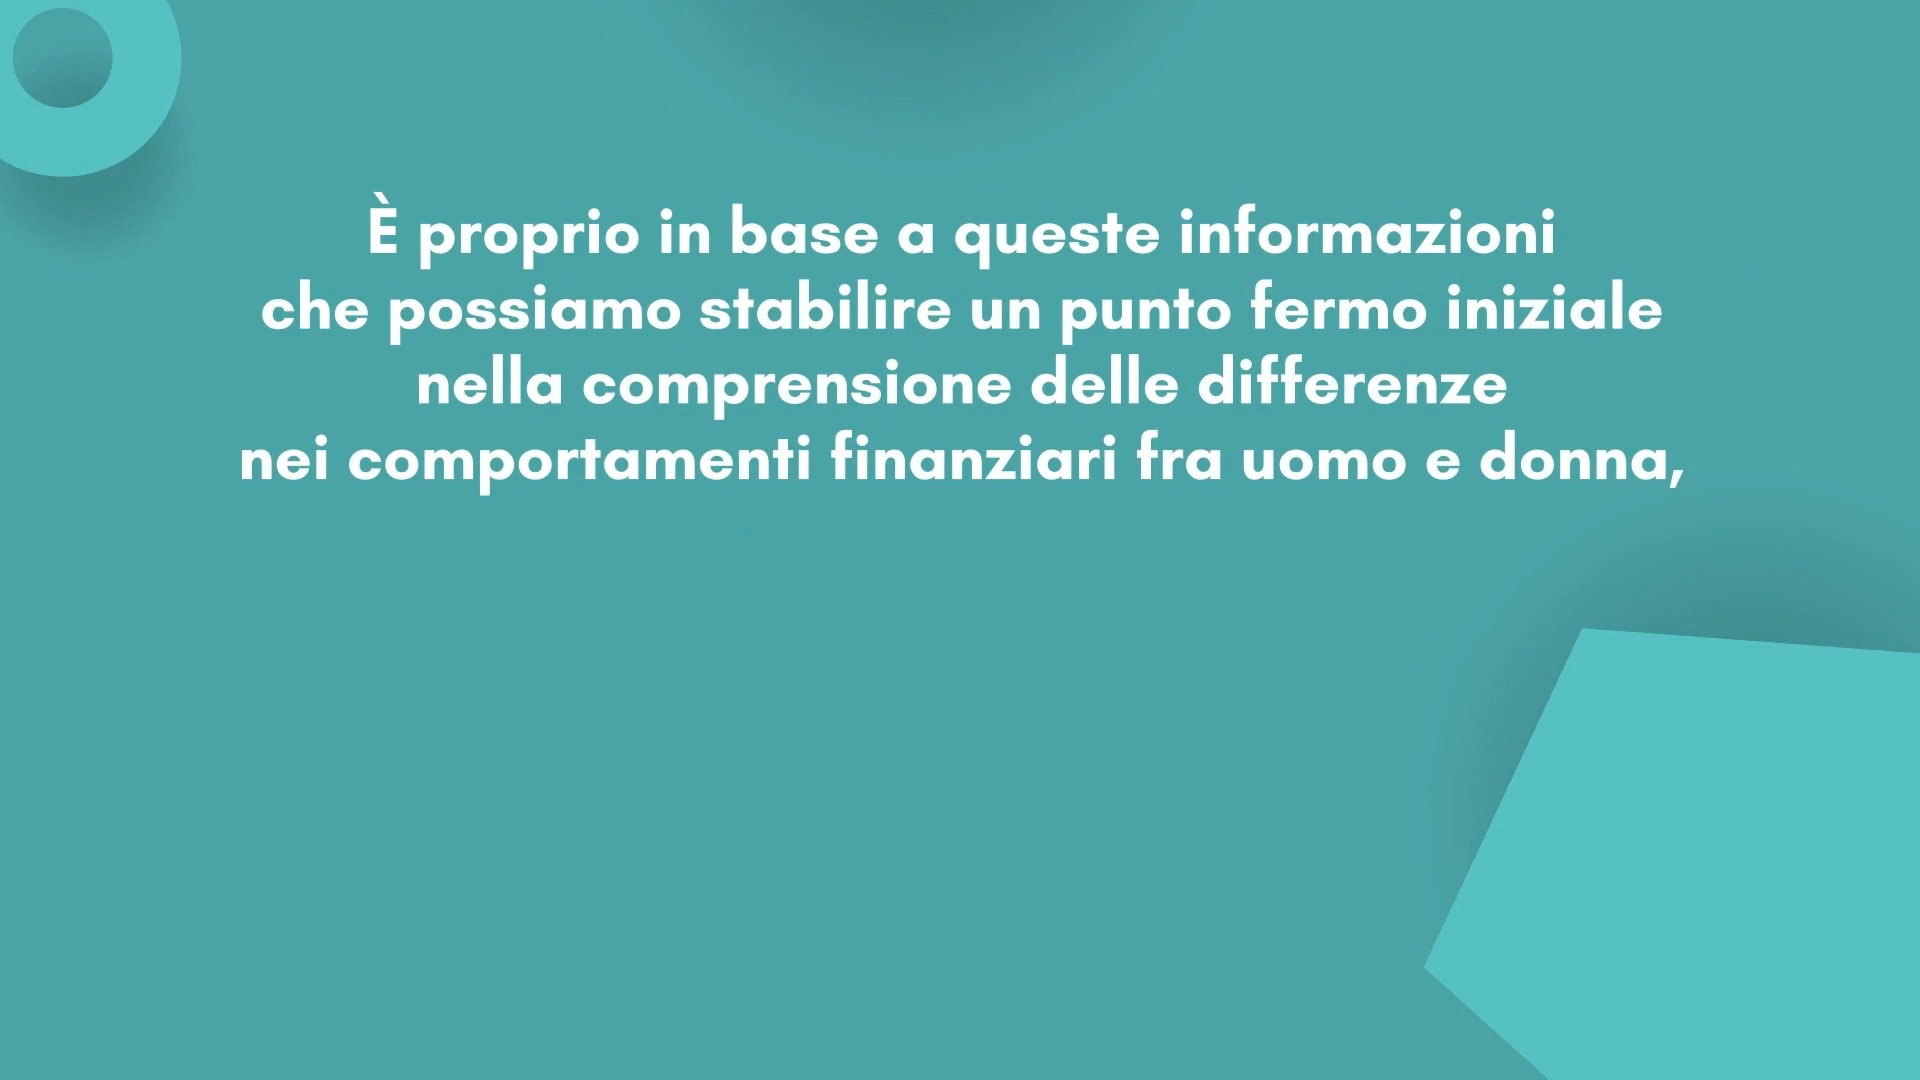 È proprio in base a queste informazioni
che possiamo stabilire un punto fermo iniziale
nella comprensione delle differenze
nei comportamenti finanziari fra uomo e donna,